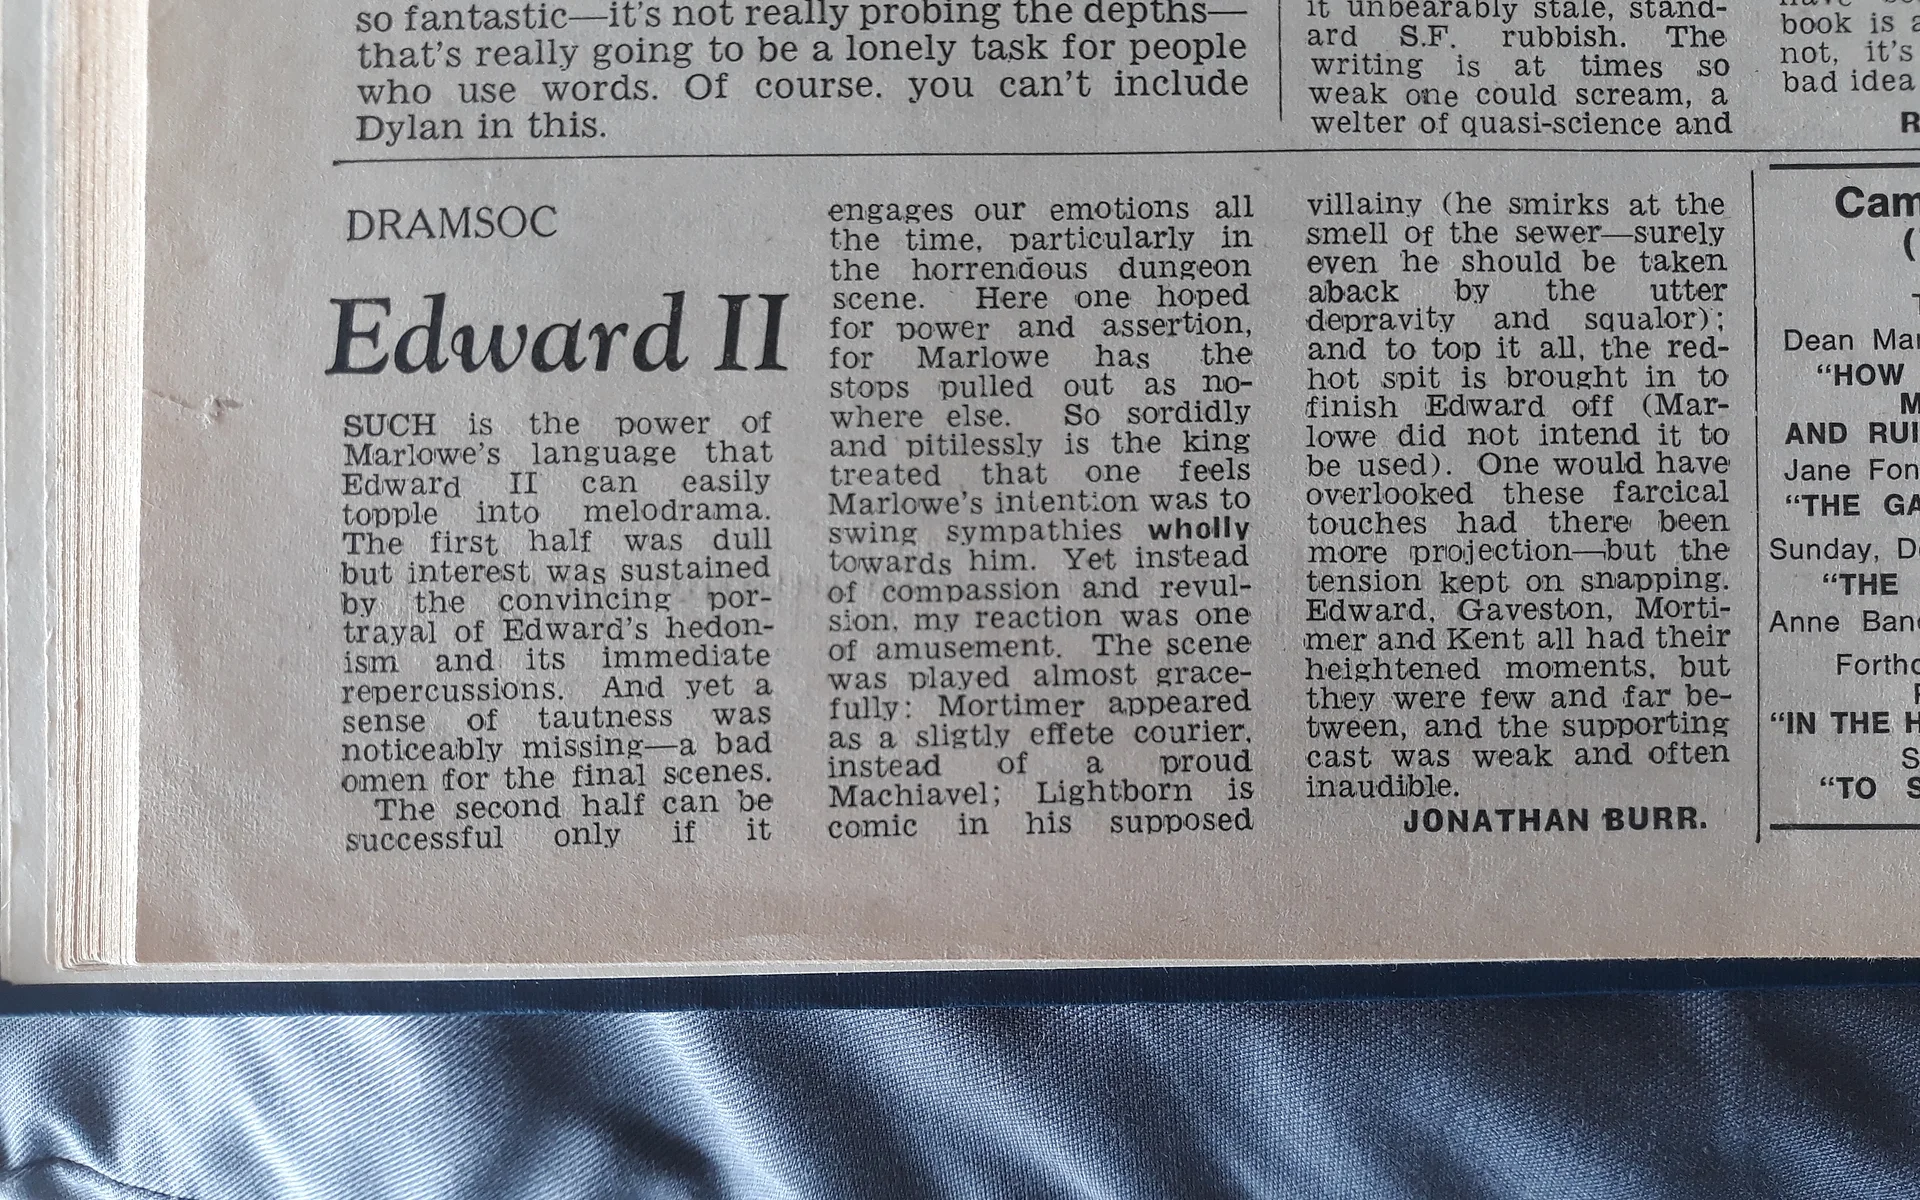 so fantastic—it's not really probing the depths—
that's really going to be a lonely task for people
who use words. Of course. you can't include
Dylan in this.
it unbearably stale, stand-
ard S.F. rubbish. The
writing is at times so
weak one could scream, a
welter of quasi-science and
book is a
not, it's
bad idea
R
DRAMSOC
Edward II
SUCH is the power of
Marlowe's language that
Edward II can easily
topple into melodrama.
The first half was dull
but interest was sustained
by the convincing por-
trayal of Edward's hedon-
ism and its immediate
repercussions. And yet a
sense of tautness was
noticeably missing—a bad
omen for the final scenes.
The second half can be
successful only if it
engages our emotions all
the time, particularly in
the horrendous dungeon
scene. Here one hoped
for power and assertion,
for Marlowe has the
stops pulled out as no-
where else. So sordidly
and pitilessly is the king
treated that one feels
Marlowe's intention was to
swing sympathies wholly
towards him. Yet instead
of compassion and revul-
sion, my reaction was one
of amusement. The scene
was played almost grace-
fully: Mortimer appeared
as a sligtly effete courier,
instead of a proud
Machiavel; Lightborn is
comic in his supposed
villainy (he smirks at the
smell of the sewer—surely
even he should be taken
aback by the utter
depravity and squalor);
and to top it all, the red-
hot spit is brought in to
finish Edward off (Mar-
lowe did not intend it to
be used). One would have
overlooked these farcical
touches had there been
more projection—but the
tension kept on snapping.
Edward, Gaveston, Morti-
mer and Kent all had their
heightened moments, but
they were few and far be-
tween, and the supporting
cast was weak and often
inaudible.
JONATHAN BURR.
Cam
(
Dean Mar
"HOW
M
AND RUI
Jane Fon
"THE GA
Sunday, De
"THE
Anne Banc
Fortho
"IN THE H
S
"TO S